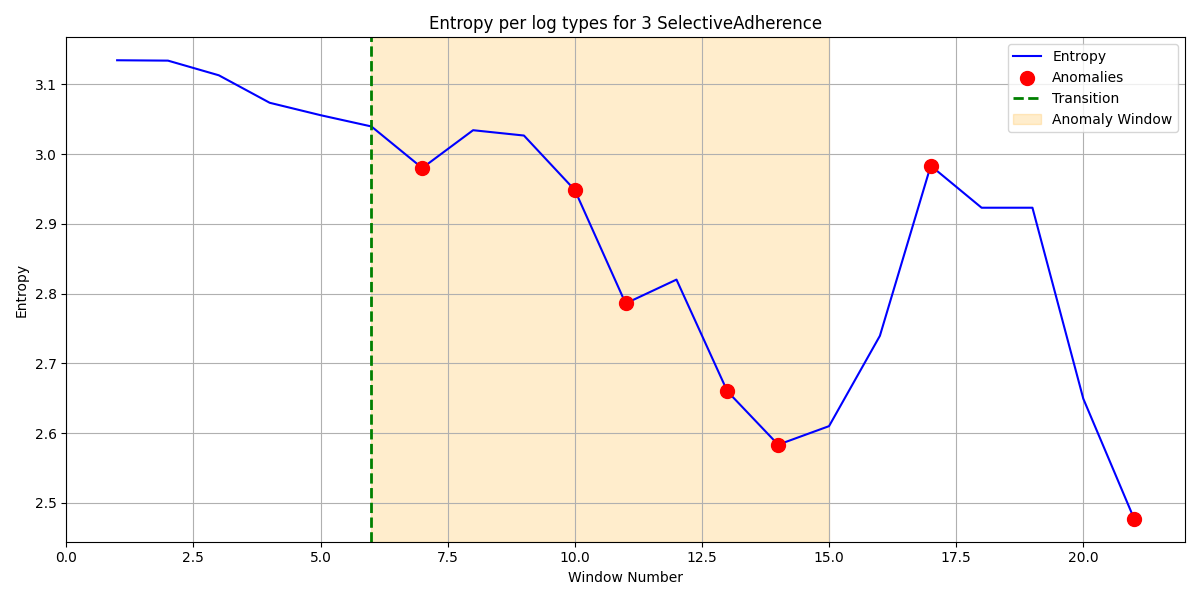 Entropy per log types for 3 SelectiveAdherence
Entropy
Anomalies
Transition
Anomaly Window
3.1
3.0
2.9
2.8
2.7
2.6
2.5
Entropy
0.0 2.5 5.0 7.5 10.0 12.5 15.0 17.5 20.0
Window Number